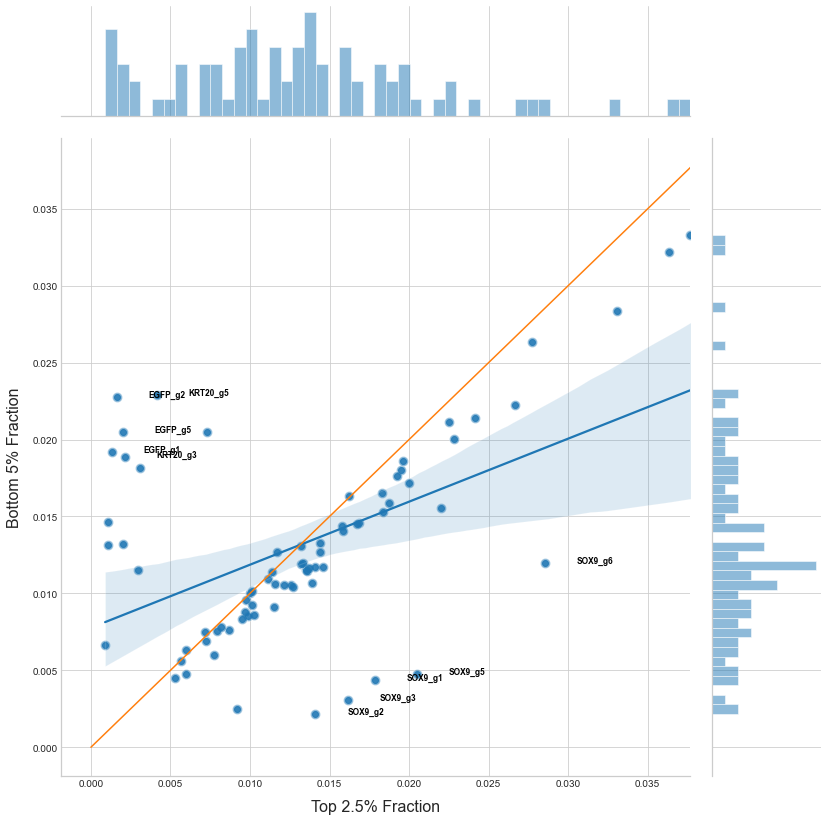 0.035
0.030
0.025
EGFP_g2 KRT20_g5
0.020
EGFP_g5
EGFP_g1
KRT20_g3
0.015
SOX9_g6
0.010
0.005
SOX9_g5
SOX9_g1
SOX9_g3
SOX9_g2
0.000
Bottom 5% Fraction
0.000 0.005 0.010 0.015 0.020 0.025 0.030 0.035
Top 2.5% Fraction